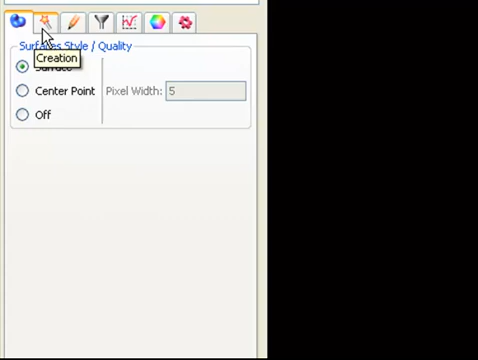 Surfaces Style / Quality
Creation
Center Point
Pixel Width: 5
Off